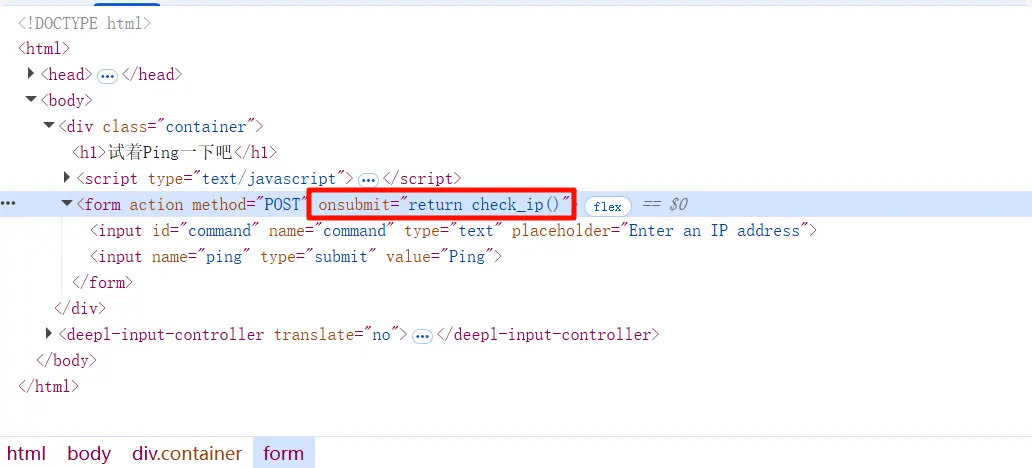 <!DOCTYPE html>
<html>
<head> ••• </head>
<body>
<div class="container">
<h1>试着Ping一下吧</h1>
<script type="text/javascript"> ••• </script>
••• <form action method="POST" onsubmit="return check_ip()"> flex == $0
<input id="command" name="command" type="text" placeholder="Enter an IP address">
<input name="ping" type="submit" value="Ping">
</form>
</div>
<deepl-input-controller translate="no"> ••• </deepl-input-controller>
</body>
</html>
html body div.container form